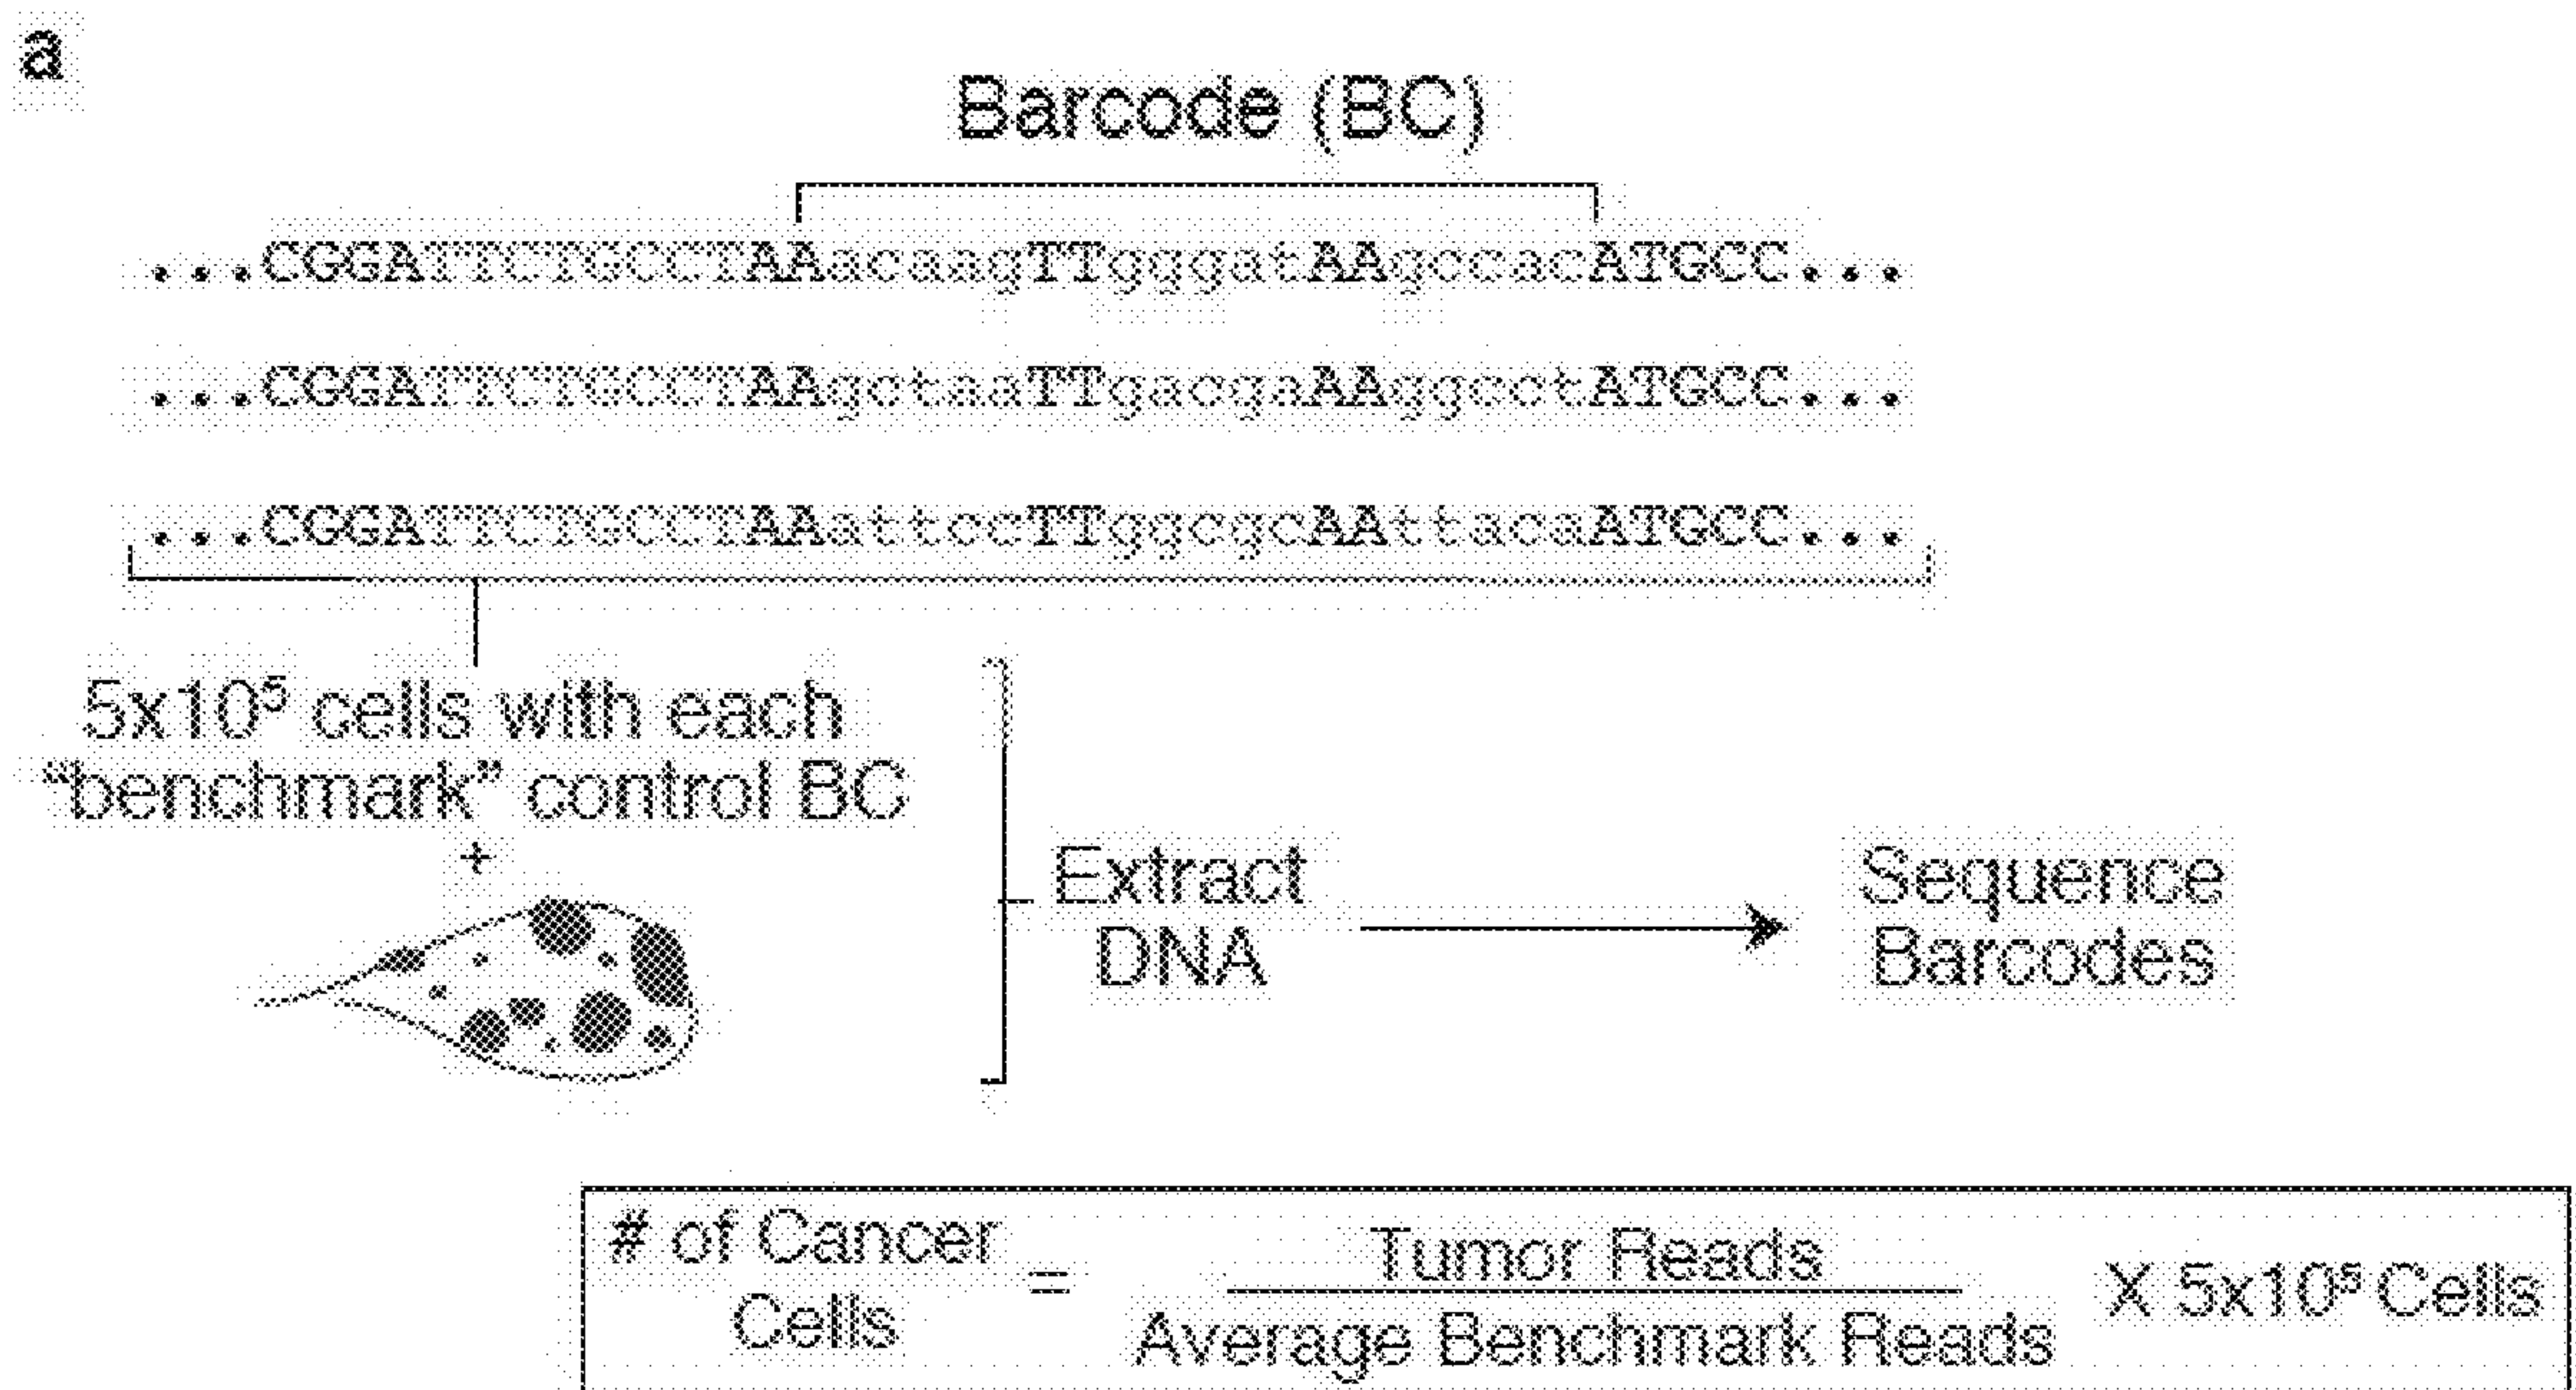 a
Barcode (BC)
...CGGATTCTGCCTAAacaagTTgggatAAgccacATGCC...
...CGGATTCTGCCTAAgctaaTTgacgaAAggcctATGCC...
...CGGATTCTGCCTAAattccTTggcgcAAttacaATGCC...
5x10⁵ cells with each
“benchmark” control BC
+
Extract
DNA
Sequence
Barcodes
# of Cancer
Cells
=
Tumor Reads
Average Benchmark Reads
X 5x10⁵ Cells